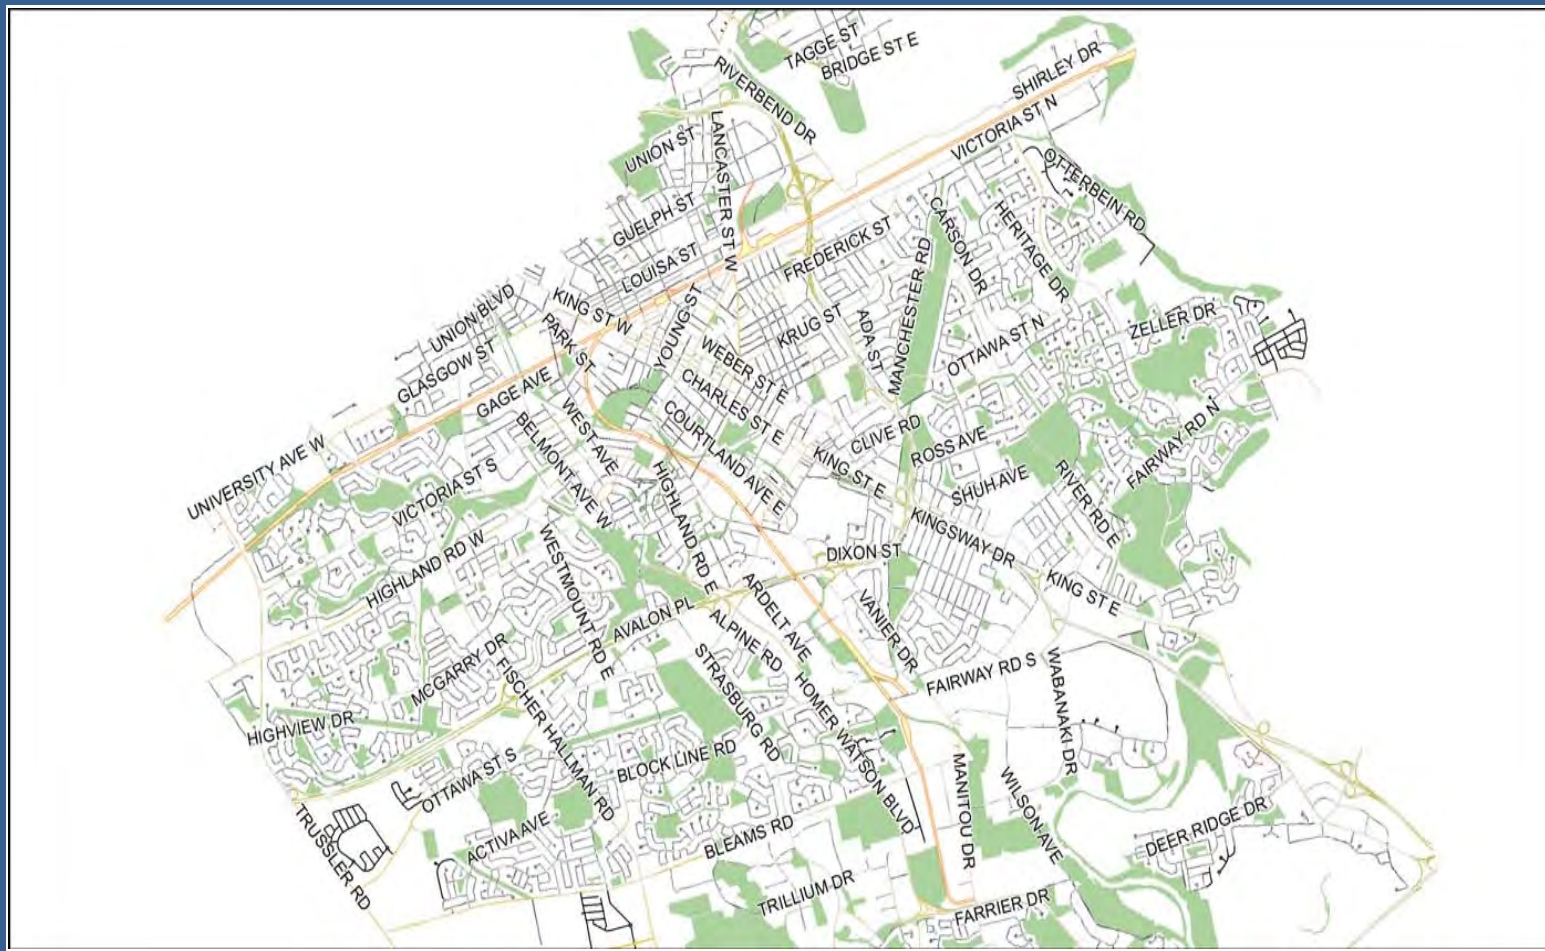 TAGGE ST
BRIDGE ST E
SHIRLEY DR
RIVERBEND DR
VICTORIA ST N
UNION ST
LANCASTER ST W
OTTERBEIN RD
GUELPH ST
CARSON DR
HERITAGE DR
FREDERICK ST
LOUISA ST
MANCHESTER RD
UNION BLVD
KING ST W
YOUNG ST
KRUG ST
ADA ST
ZELLER DR
OTTAWA ST N
PARK ST
GLASGOW ST
WEBER ST E
GAGE AVE
CHARLES ST E
WEST AVE
COURTLAND AVE E
BELMONT AVE W
CLIVE RD
ROSS AVE
FAIRWAY RD N
UNIVERSITY AVE W
VICTORIA ST S
KING ST E
HIGHLAND RD E
SHUH AVE
RIVER RD E
KINGSWAY DR
HIGHLAND RD W
WESTMOUNT RD E
DIXON ST
KING ST E
ARDELT AVE
AVALON PL
VANIER DR
ALPINE RD
MCGARRY DR
STRASBURG RD
FAIRWAY RD S
WABANAKI DR
FISCHER HALLMAN RD
HOMER WATSON BLVD
HIGHVIEW DR
BLOCK LINE RD
OTTAWA ST S
MANITOU DR
WILSON AVE
DEER RIDGE DR
TRUSSLER RD
ACTIVA AVE
BLEAMS RD
TRILLIUM DR
FARRIER DR